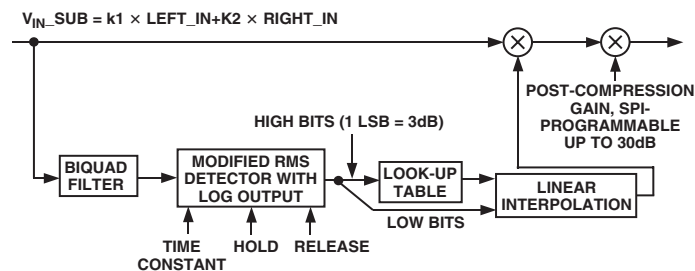 VIN_SUB = k1 × LEFT_IN+K2 × RIGHT_IN
POST-COMPRESSION
GAIN, SPI-
PROGRAMMABLE
UP TO 30dB
HIGH BITS (1 LSB = 3dB)
BIQUAD
FILTER
MODIFIED RMS
DETECTOR WITH
LOG OUTPUT
LOOK-UP
TABLE
LINEAR
INTERPOLATION
LOW BITS
TIME
CONSTANT
HOLD
RELEASE